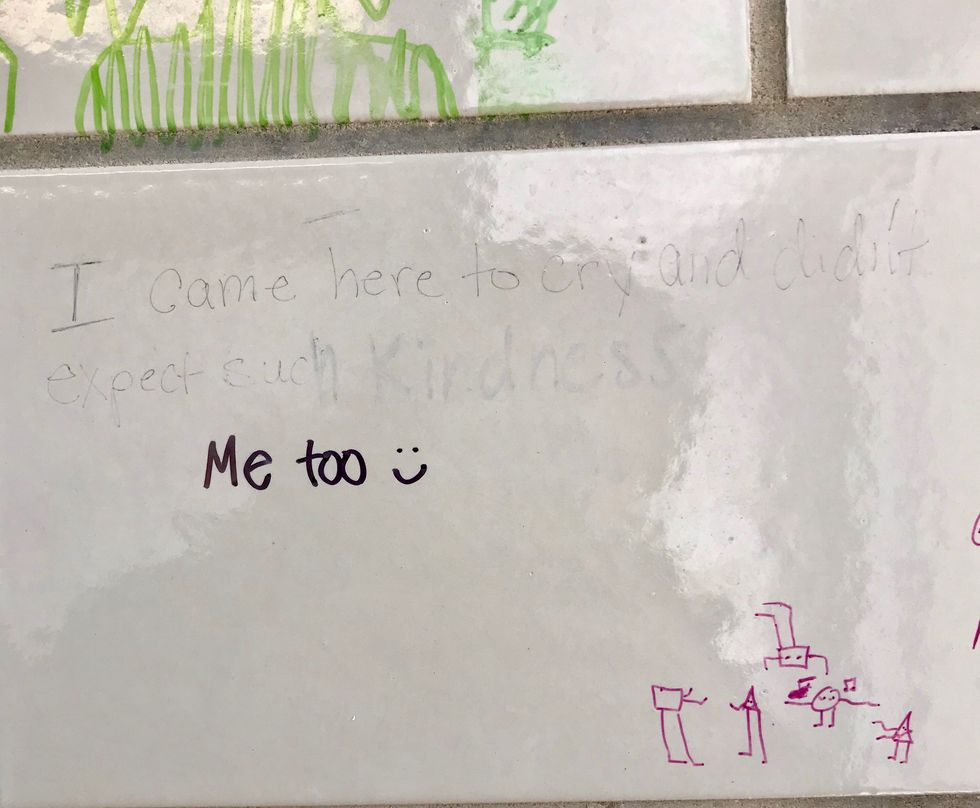 I came here to cry and didn't
expect such kindness
Me too :)